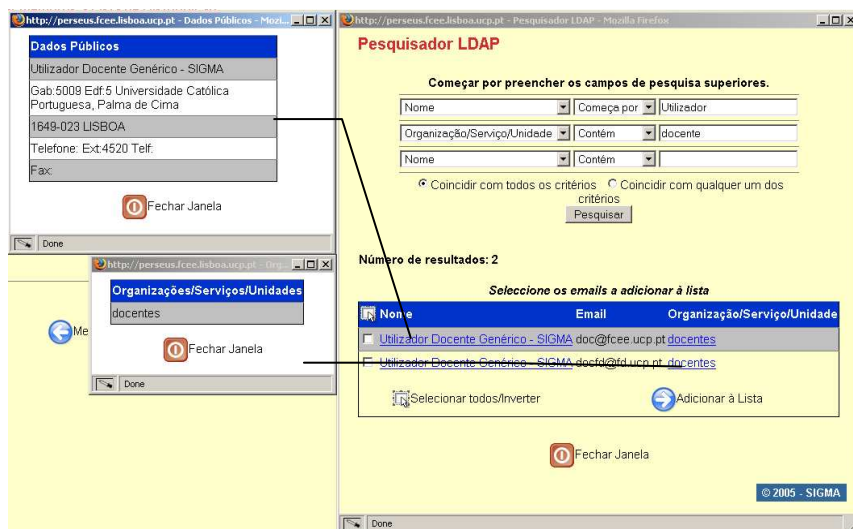 http://perseus.fcee.lisboa.ucp.pt - Dados Públicos - Mozi...
Dados Públicos
Utilizador Docente Genérico - SIGMA
Gab:5009 Edf:5 Universidade Católica
Portuguesa, Palma de Cima
1649-023 LISBOA
Telefone: Ext:4520 Telf:
Fax:
Fechar Janela
Done
http://perseus.fcee.lisboa.ucp.pt - Org...
Organizações/Serviços/Unidades
docentes
Fechar Janela
Done
Me
http://perseus.fcee.lisboa.ucp.pt - Pesquisador LDAP - Mozilla Firefox
Pesquisador LDAP
Começar por preencher os campos de pesquisa superiores.
Nome Começa por Utilizador
Organização/Serviço/Unidade Contém docente
Nome Contém
Coincidir com todos os critérios Coincidir com qualquer um dos
critérios
Pesquisar
Número de resultados: 2
Seleccione os emails a adicionar à lista
Nome Email Organização/Serviço/Unidade
Utilizador Docente Genérico - SIGMA doc@fcee.ucp.pt docentes
Utilizador Docente Genérico - SIGMA docfd@fd.ucp.pt docentes
Selecionar todos/Inverter Adicionar à Lista
Fechar Janela
© 2005 - SIGMA
Done